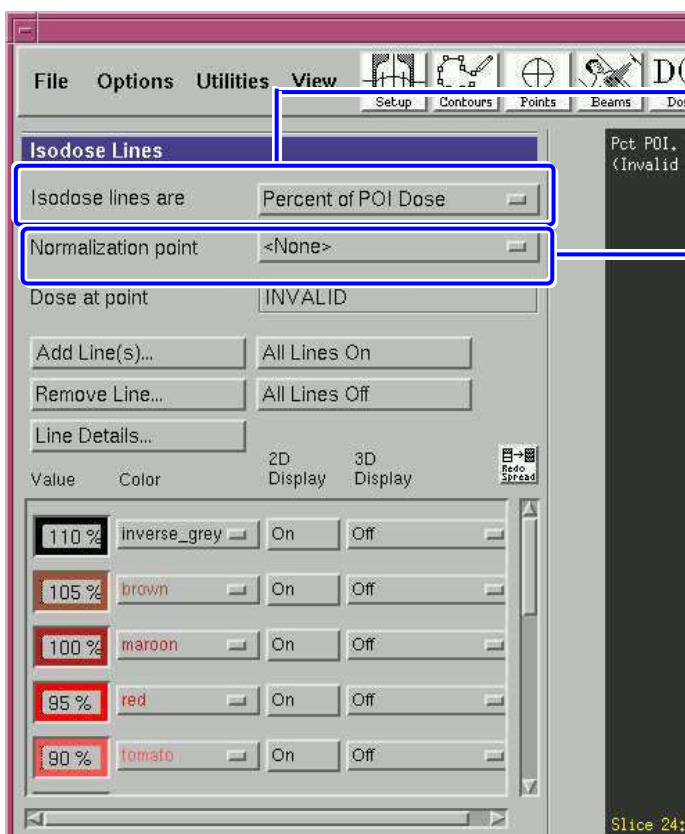 File Options Utilities View
Setup Contours Points Beams
Isodose Lines
Pct POI.
(Invalid
Isodose lines are Percent of POI Dose
Normalization point <None>
Dose at point INVALID
Add Line(s)... All Lines On
Remove Line... All Lines Off
Line Details...
Value Color 2D Display 3D Display Redo Spread
110 % inverse_grey On Off
105 % brown On Off
100 % maroon On Off
95 % red On Off
90 % tomato On Off
Slice 24: